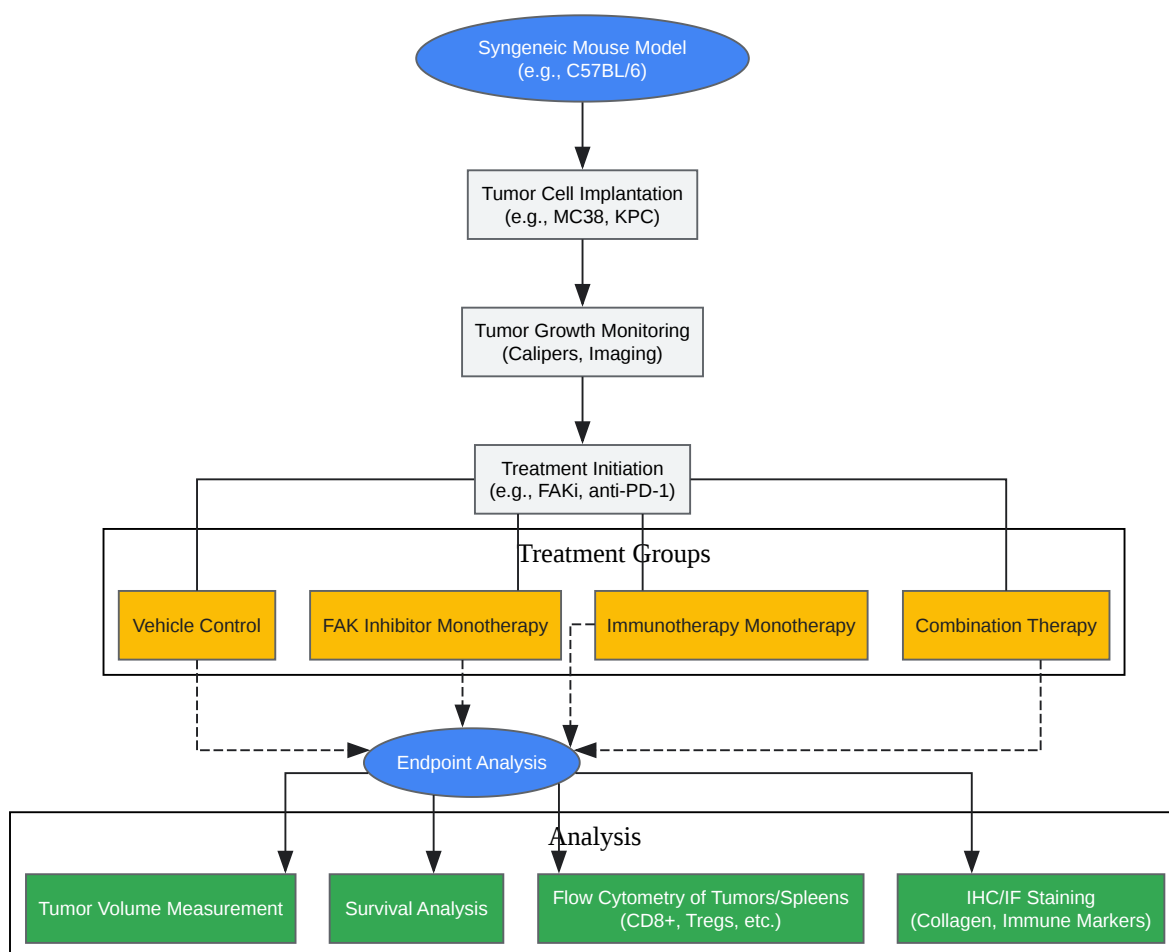 Syngeneic Mouse Model
(e.g., C57BL/6)
Tumor Cell Implantation
(e.g., MC38, KPC)
Tumor Growth Monitoring
(Calipers, Imaging)
Treatment Initiation
(e.g., FAKi, anti-PD-1)
Treatment Groups
Vehicle Control
FAK Inhibitor Monotherapy
Immunotherapy Monotherapy
Combination Therapy
Endpoint Analysis
Analysis
Tumor Volume Measurement
Survival Analysis
Flow Cytometry of Tumors/Spleens
(CD8+, Tregs, etc.)
IHC/IF Staining
(Collagen, Immune Markers)